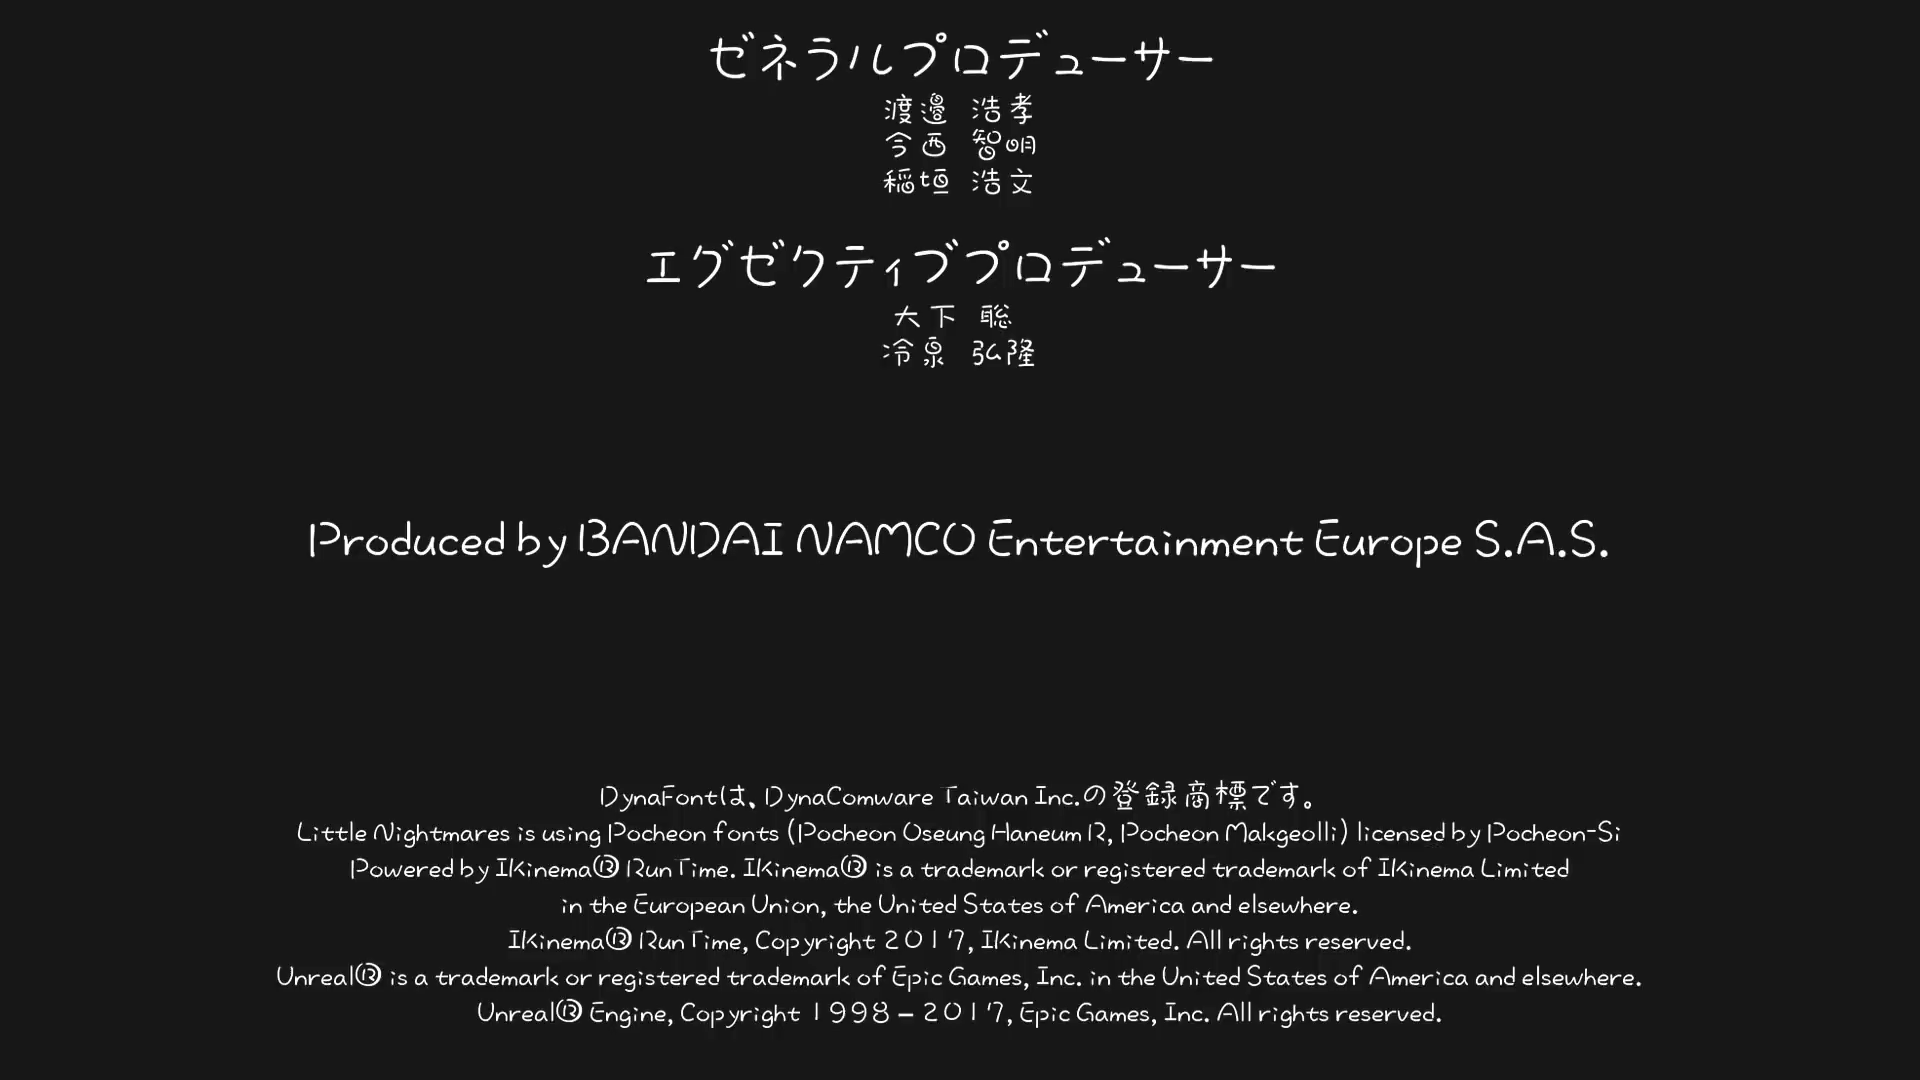 ゼネラルプロデューサー
渡邉 浩孝
今西 智明
稲垣 浩文
エグゼクティブプロデューサー
大下 聡
冷泉 弘隆
Produced by BANDAI NAMCO Entertainment Europe S.A.S.
DynaFontは、DynaComware Taiwan Inc.の登録商標です。
Little Nightmares is using Pocheon fonts (Pocheon Oseung Haneum R, Pocheon Makgeolli) licensed by Pocheon-Si
Powered by IKinema® RunTime. IKinema® is a trademark or registered trademark of IKinema Limited
in the European Union, the United States of America and elsewhere.
IKinema® RunTime, Copyright 2017, IKinema Limited. All rights reserved.
Unreal® is a trademark or registered trademark of Epic Games, Inc. in the United States of America and elsewhere.
Unreal® Engine, Copyright 1998 – 2017, Epic Games, Inc. All rights reserved.